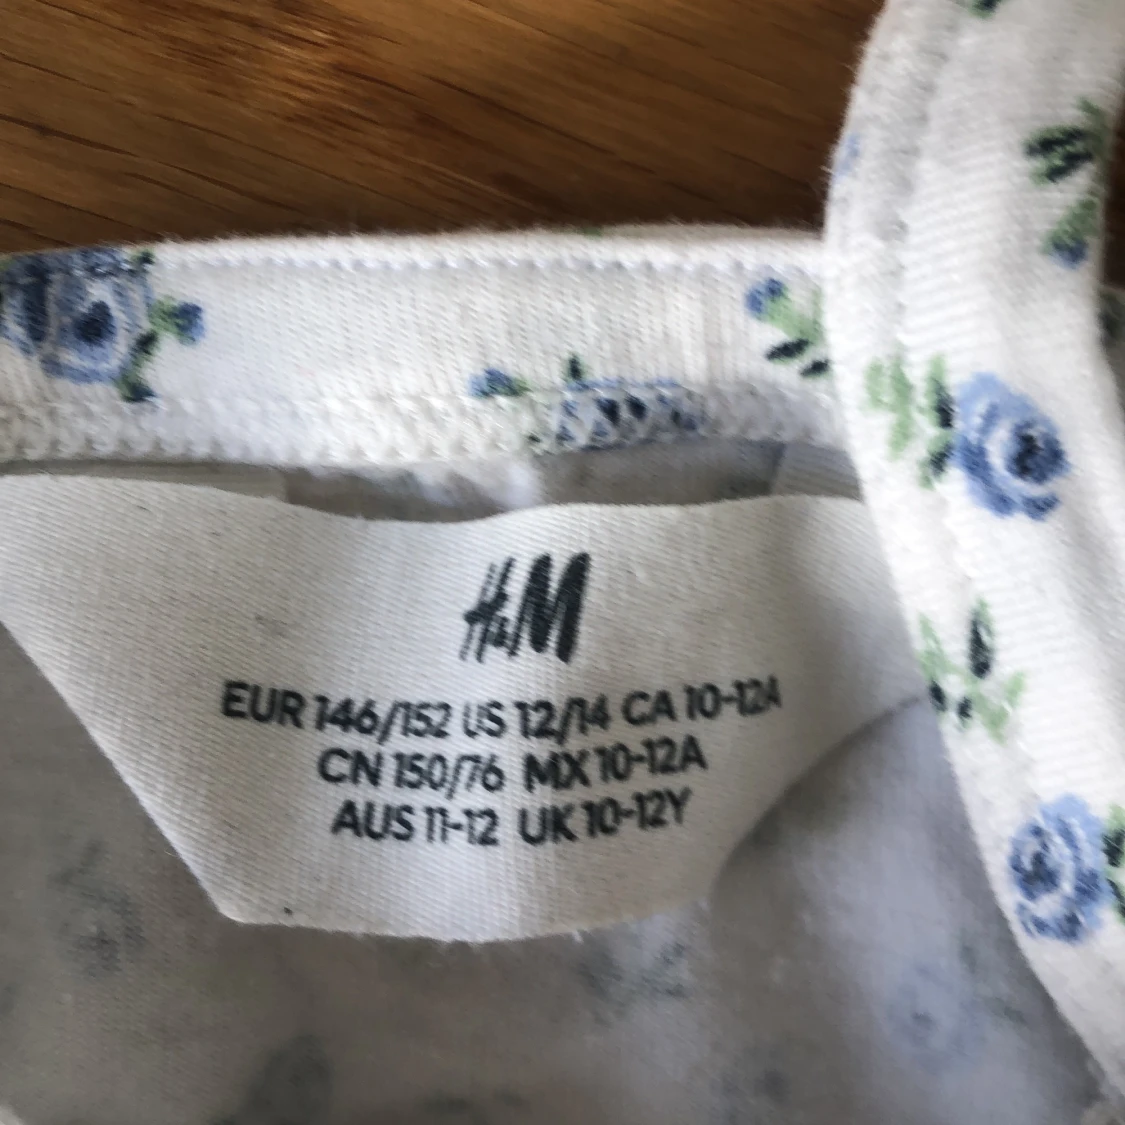 H&M
EUR 146/152 US 12/14 CA 10-12A
CN 150/76 MX 10-12A
AUS 11-12 UK 10-12Y